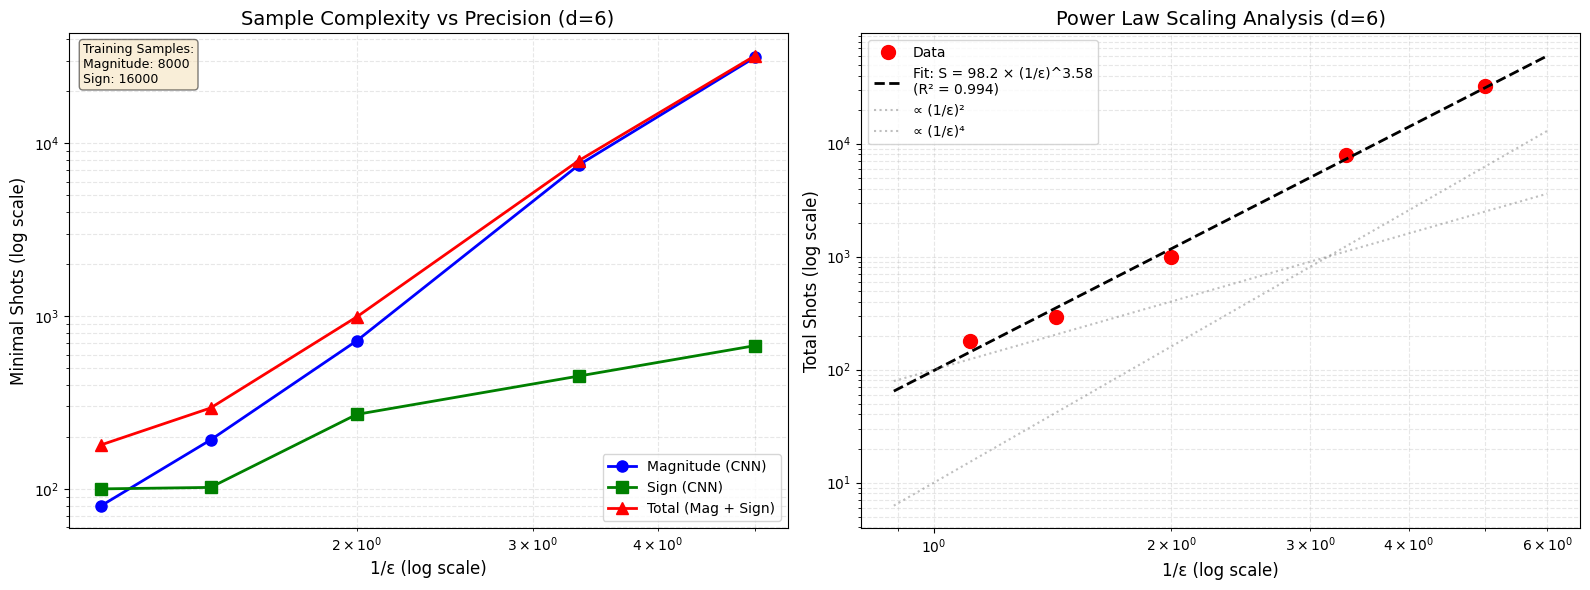 Sample Complexity vs Precision (d=6)
Training Samples:
Magnitude: 8000
Sign: 16000
Minimal Shots (log scale)
10⁴
10³
10²
Magnitude (CNN)
Sign (CNN)
Total (Mag + Sign)
2 × 10⁰
3 × 10⁰
4 × 10⁰
1/ε (log scale)
Power Law Scaling Analysis (d=6)
Data
Fit: S = 98.2 × (1/ε)^3.58
(R² = 0.994)
∝ (1/ε)²
∝ (1/ε)⁴
Total Shots (log scale)
10⁴
10³
10²
10¹
10⁰
2 × 10⁰
3 × 10⁰
4 × 10⁰
6 × 10⁰
1/ε (log scale)